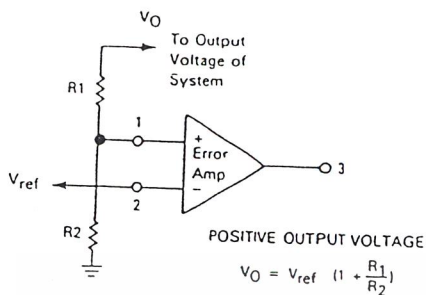 VO
To Output
Voltage of
System
R1
1
+
Error
Amp
3
Vref
−
2
R2
POSITIVE OUTPUT VOLTAGE
VO = Vref (1 + R1/R2)